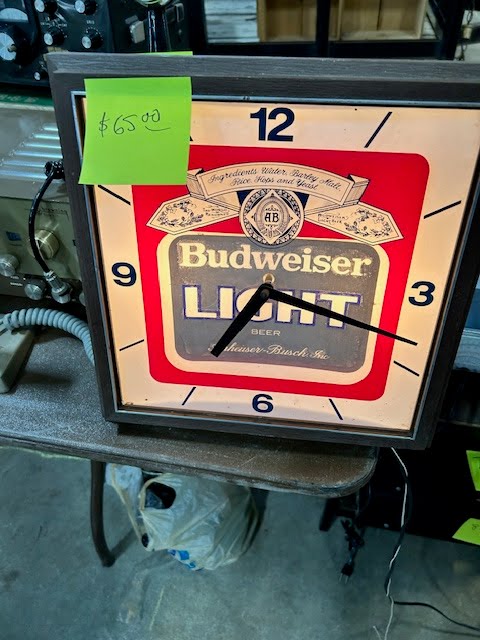 $65.00
12
Ingredients: Water, Barley Malt,
Rice, Hops and Yeast
AB
Budweiser
9
3
LIGHT
BEER
Anheuser-Busch, Inc.
6